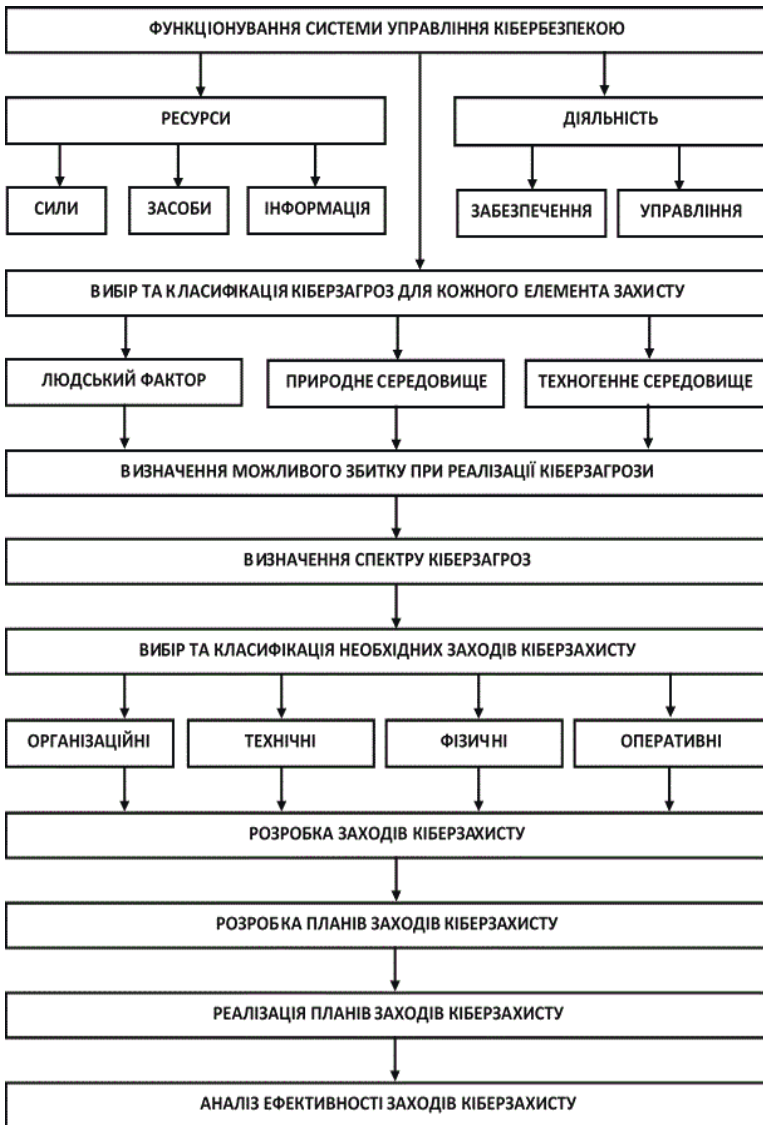 ФУНКЦІОНУВАННЯ СИСТЕМИ УПРАВЛІННЯ КІБЕРБЕЗПЕКОЮ
РЕСУРСИ
ДІЯЛЬНІСТЬ
СИЛИ
ЗАСОБИ
ІНФОРМАЦІЯ
ЗАБЕЗПЕЧЕННЯ
УПРАВЛІННЯ
ВИБІР ТА КЛАСИФІКАЦІЯ КІБЕРЗАГРОЗ ДЛЯ КОЖНОГО ЕЛЕМЕНТА ЗАХИСТУ
ЛЮДСЬКИЙ ФАКТОР
ПРИРОДНЕ СЕРЕДОВИЩЕ
ТЕХНОГЕННЕ СЕРЕДОВИЩЕ
ВИЗНАЧЕННЯ МОЖЛИВОГО ЗБИТКУ ПРИ РЕАЛІЗАЦІЇ КІБЕРЗАГРОЗИ
ВИЗНАЧЕННЯ СПЕКТРУ КІБЕРЗАГРОЗ
ВИБІР ТА КЛАСИФІКАЦІЯ НЕОБХІДНИХ ЗАХОДІВ КІБЕРЗАХИСТУ
ОРГАНІЗАЦІЙНІ
ТЕХНІЧНІ
ФІЗИЧНІ
ОПЕРАТИВНІ
РОЗРОБКА ЗАХОДІВ КІБЕРЗАХИСТУ
РОЗРОБКА ПЛАНІВ ЗАХОДІВ КІБЕРЗАХИСТУ
РЕАЛІЗАЦІЯ ПЛАНІВ ЗАХОДІВ КІБЕРЗАХИСТУ
АНАЛІЗ ЕФЕКТИВНОСТІ ЗАХОДІВ КІБЕРЗАХИСТУ